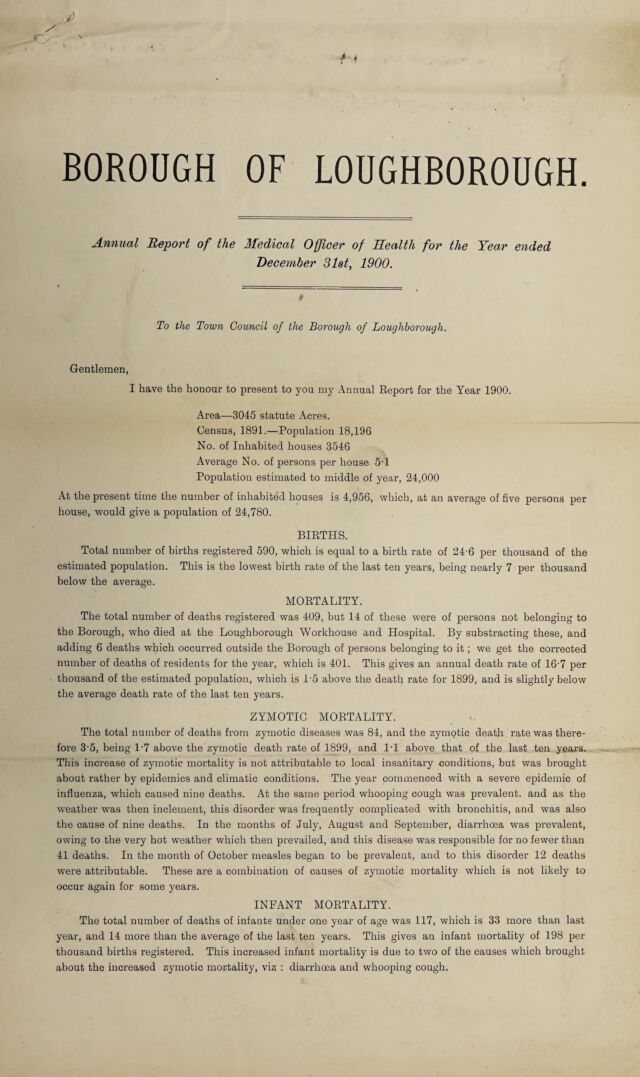 BOROUGH OF LOUGHBOROUGH.
Annual Report of the Medical Officer of Health for the Year ended
December 31st, 1900.
To the Town Council of the Borough of Loughborough.
Gentlemen,
I have the honour to present to you my Annual Report for the Year 1900.
Area—3045 statute Acres.
Census, 1891.—Population 18,196
No. of Inhabited houses 3546
Average No. of persons per house 5·1
Population estimated to middle of year, 24,000
At the present time the number of inhabited houses is 4,956, which, at an average of five persons per
house, would give a population of 24,780.
BIRTHS.
Total number of births registered 590, which is equal to a birth rate of 24·6 per thousand of the
estimated population. This is the lowest birth rate of the last ten years, being nearly 7 per thousand
below the average.
MORTALITY.
The total number of deaths registered was 409, but 14 of these were of persons not belonging to
the Borough, who died at the Loughborough Workhouse and Hospital. By substracting these, and
adding 6 deaths which occurred outside the Borough of persons belonging to it; we get the corrected
number of deaths of residents for the year, which is 401. This gives an annual death rate of 16·7 per
thousand of the estimated population, which is 1·5 above the death rate for 1899, and is slightly below
the average death rate of the last ten years.
ZYMOTIC MORTALITY.
The total number of deaths from zymotic diseases was 84, and the zymotic death rate was there-
fore 3·5, being 1·7 above the zymotic death rate of 1899, and 1·1 above that of the last ten years.
This increase of zymotic mortality is not attributable to local insanitary conditions, but was brought
about rather by epidemics and climatic conditions. The year commenced with a severe epidemic of
influenza, which caused nine deaths. At the same period whooping cough was prevalent. and as the
weather was then inclement, this disorder was frequently complicated with bronchitis, and was also
the cause of nine deaths. In the months of July, August and September, diarrhœa was prevalent,
owing to the very hot weather which then prevailed, and this disease was responsible for no fewer than
41 deaths. In the month of October measles began to be prevalent, and to this disorder 12 deaths
were attributable. These are a combination of causes of zymotic mortality which is not likely to
occur again for some years.
INFANT MORTALITY.
The total number of deaths of infants under one year of age was 117, which is 33 more than last
year, and 14 more than the average of the last ten years. This gives an infant mortality of 198 per
thousand births registered. This increased infant mortality is due to two of the causes which brought
about the increased zymotic mortality, viz : diarrhœa and whooping cough.